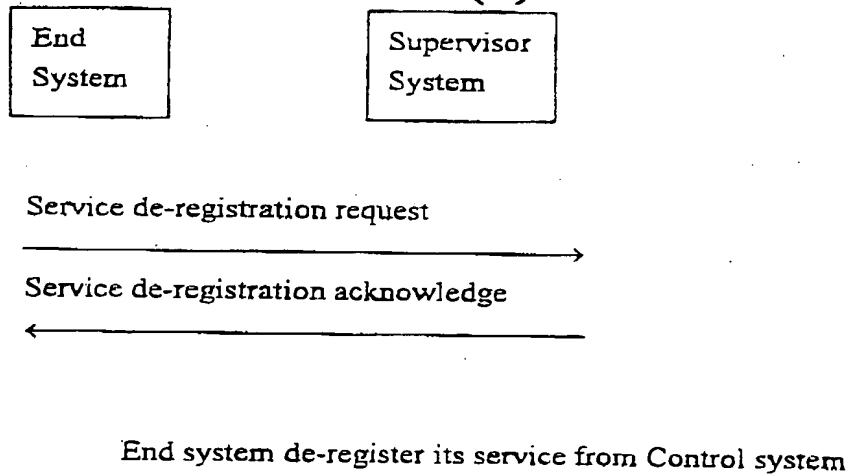 End
System
Supervisor
System
Service de-registration request
Service de-registration acknowledge
End system de-register its service from Control system